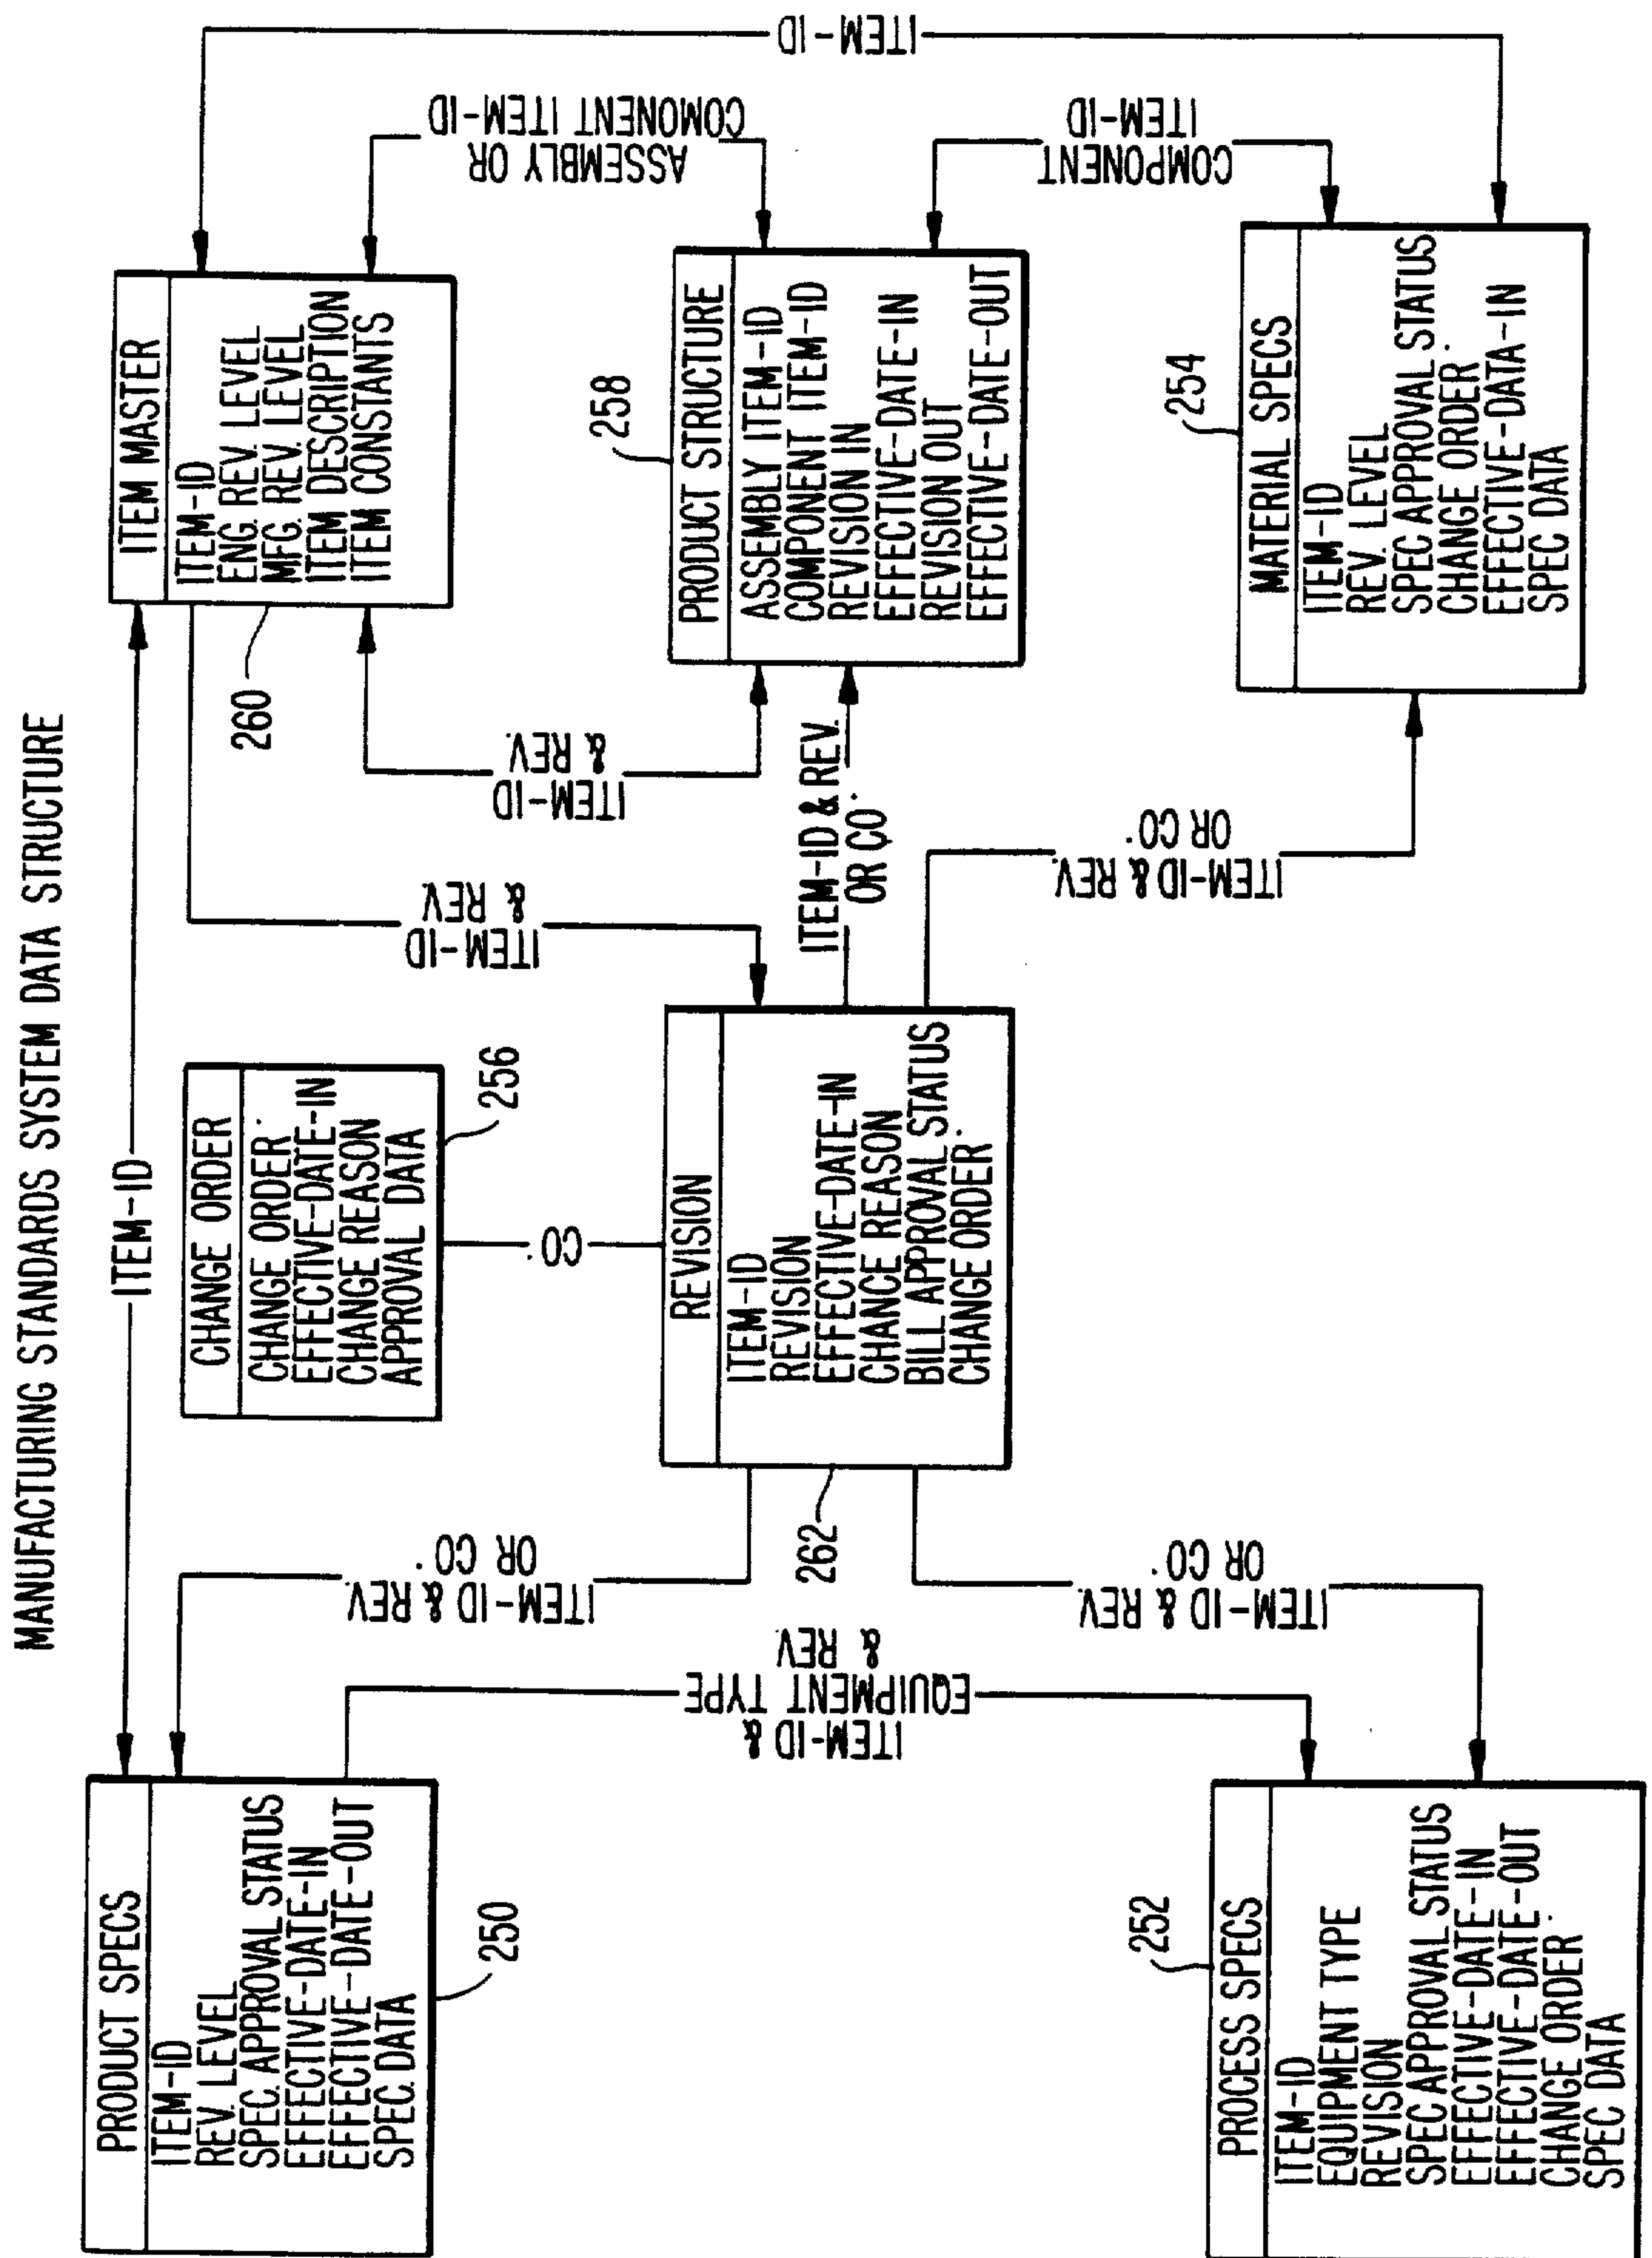 MANUFACTURING STANDARDS SYSTEM DATA STRUCTURE
ITEM-ID
PRODUCT SPECS
ITEM-ID
REV. LEVEL
SPEC. APPROVAL STATUS
EFFECTIVE-DATE-IN
EFFECTIVE-DATE-OUT
SPEC. DATA
250
ITEM-ID & REV.
OR CO.
CHANGE ORDER
CHANGE ORDER.
EFFECTIVE-DATE-IN
CHANGE REASON
APPROVAL DATA
256
CO.
ITEM-ID
& REV.
ITEM MASTER
ITEM-ID
ENG. REV. LEVEL
MFG. REV. LEVEL
ITEM DESCRIPTION
ITEM CONSTANTS
260
ITEM-ID
& REV.
ASSEMBLY OR
COMONENT ITEM-ID
ITEM-ID
ITEM-ID &
EQUIPMENT TYPE
& REV.
REVISION
ITEM-ID
REVISION
EFFECTIVE-DATE-IN
CHANCE REASON
BILL APPROVAL STATUS
CHANGE ORDER.
262
ITEM-ID & REV.
OR CO.
PRODUCT STRUCTURE
ASSEMBLY ITEM-ID
COMPONENT ITEM-ID
REVISION IN
EFFECTIVE-DATE-IN
REVISION OUT
EFFECTIVE-DATE-OUT
258
COMPONENT
ITEM-ID
PROCESS SPECS
ITEM-ID
EQUIPMENT TYPE
REVISION
SPEC APPROVAL STATUS
EFFECTIVE-DATE-IN
EFFECTIVE-DATE-OUT
CHANGE ORDER.
SPEC DATA
252
ITEM-ID & REV.
OR CO.
ITEM-ID & REV.
OR CO.
MATERIAL SPECS
ITEM-ID
REV. LEVEL
SPEC APPROVAL STATUS
CHANGE ORDER.
EFFECTIVE-DATA-IN
SPEC DATA
254